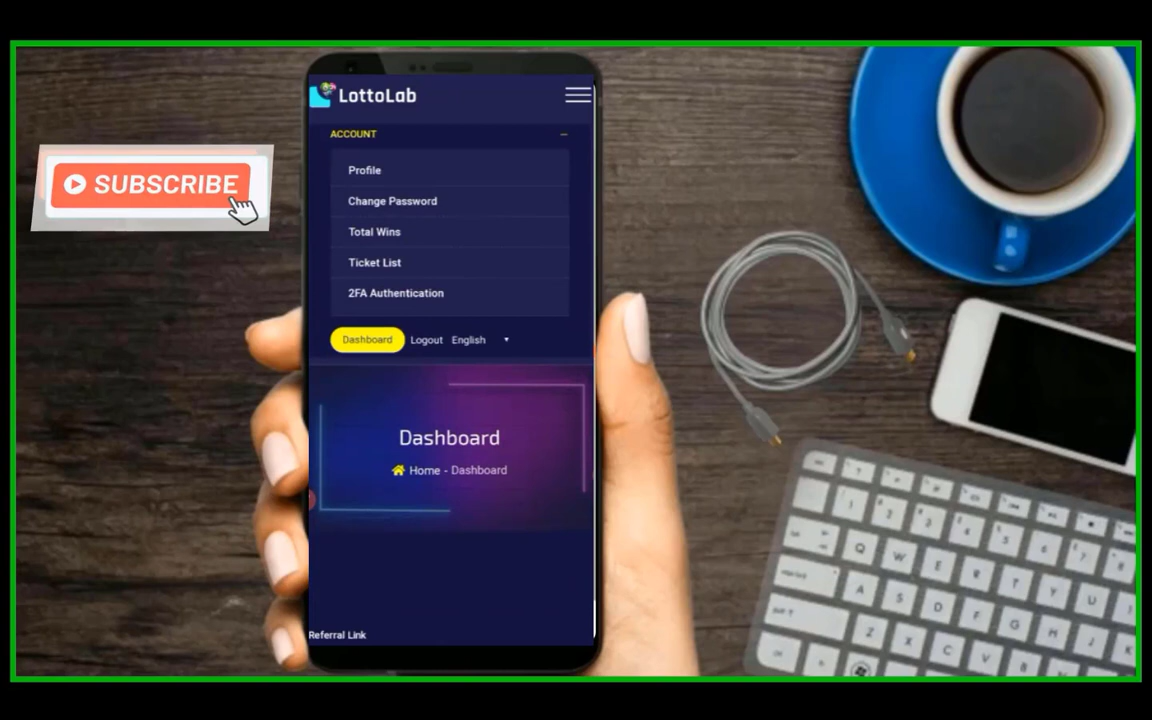 LottoLab
ACCOUNT
SUBSCRIBE
Profile
Change Password
Total Wins
Ticket List
2FA Authentication
Dashboard Logout English
Dashboard
Home - Dashboard
Referral Link